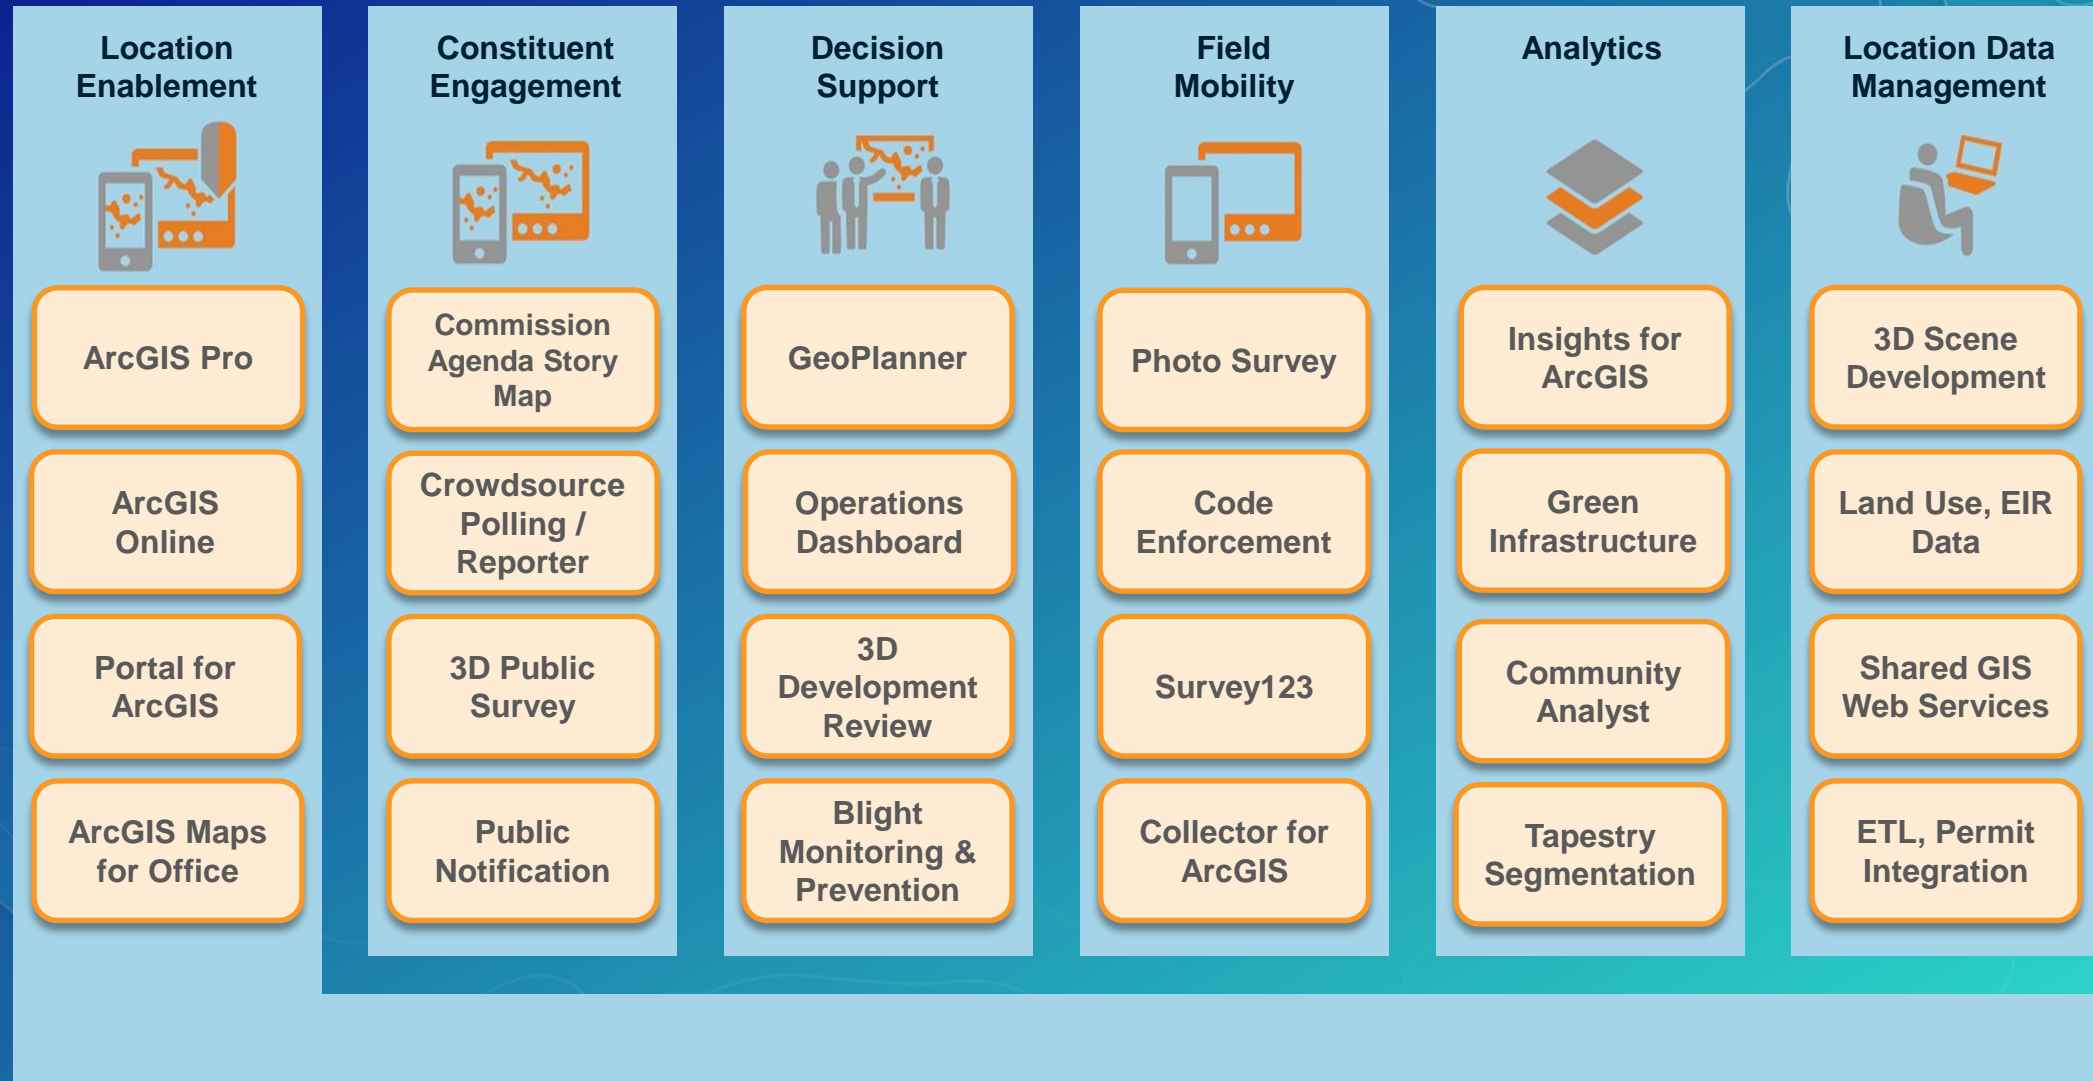 Location
Enablement
ArcGIS Pro
ArcGIS
Online
Portal for
ArcGIS
ArcGIS Maps
for Office
Constituent
Engagement
Commission
Agenda Story
Map
Crowdsource
Polling /
Reporter
3D Public
Survey
Public
Notification
Decision
Support
GeoPlanner
Operations
Dashboard
3D
Development
Review
Blight
Monitoring &
Prevention
Field
Mobility
Photo Survey
Code
Enforcement
Survey123
Collector for
ArcGIS
Analytics
Insights for
ArcGIS
Green
Infrastructure
Community
Analyst
Tapestry
Segmentation
Location Data
Management
3D Scene
Development
Land Use, EIR
Data
Shared GIS
Web Services
ETL, Permit
Integration